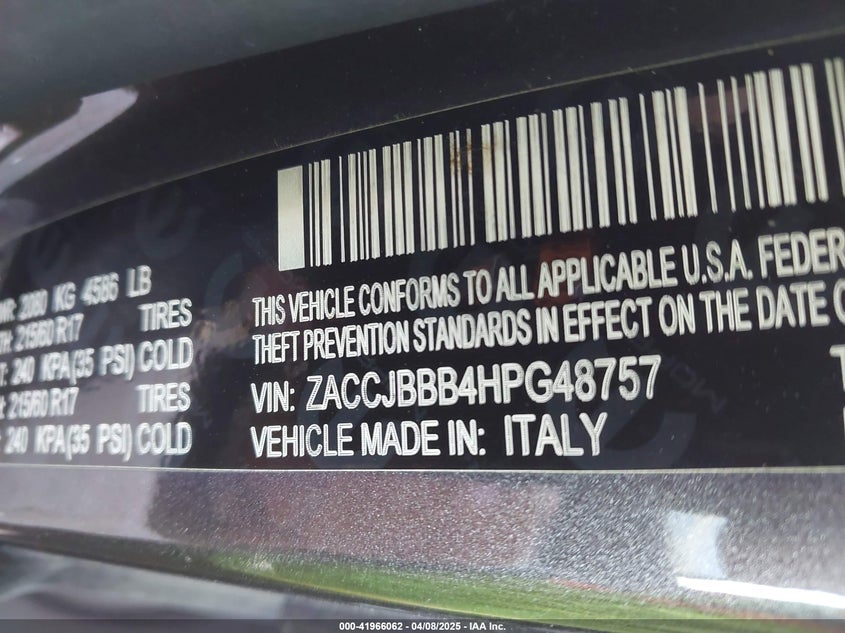 2080 KG 4586 LB
21560 R17 TIRES
240 KPA(35 PSI) COLD
21560 R17 TIRES
240 KPA(35 PSI) COLD
THIS VEHICLE CONFORMS TO ALL APPLICABLE U.S.A. FEDER
THEFT PREVENTION STANDARDS IN EFFECT ON THE DATE
VIN: ZACCJBBB4HPG48757
VEHICLE MADE IN: ITALY
000-41966062 - 04/08/2025 - IAA Inc.